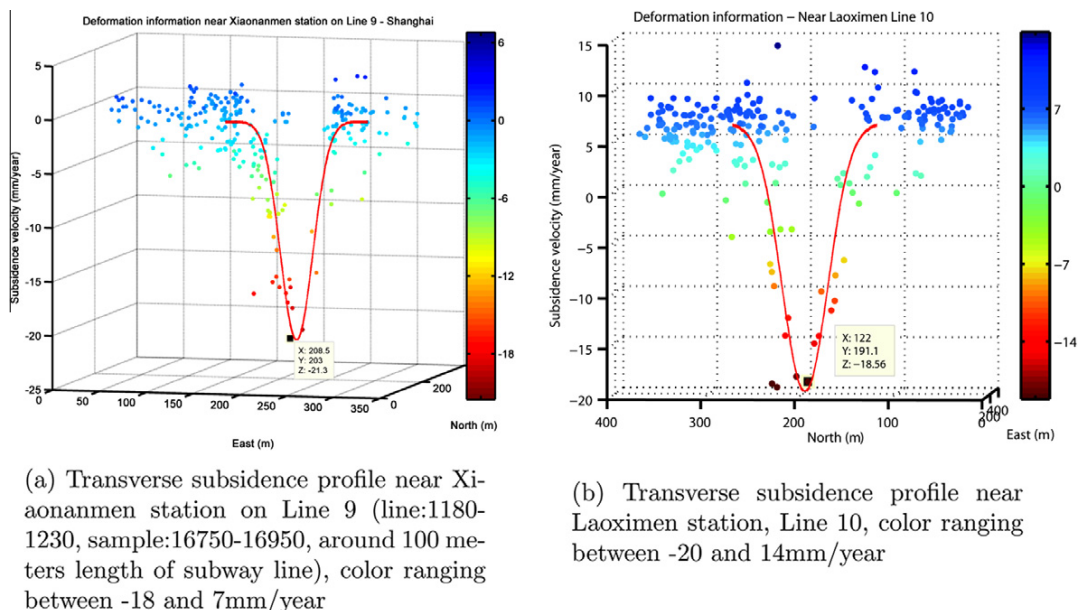 Deformation information near Xiaonanmen station on Line 9 - Shanghai
5
0
-5
-10
-15
-20
-25
Subsidence velocity (mm/year)
0
50
100
150
200
250
300
350
East (m)
0
200
North (m)
X: 208.5
Y: 203
Z: -21.3
6
0
-6
-12
-18
(a) Transverse subsidence profile near Xi-
aonanmen station on Line 9 (line:1180-
1230, sample:16750-16950, around 100 me-
ters length of subway line), color ranging
between -18 and 7mm/year
Deformation information – Near Laoximen Line 10
15
10
5
0
−5
−10
−15
−20
Subsidence velocity (mm/year)
400
300
200
100
North (m)
East (m)
X: 122
Y: 191.1
Z: −18.56
7
0
−7
−14
(b) Transverse subsidence profile near
Laoximen station, Line 10, color ranging
between -20 and 14mm/year